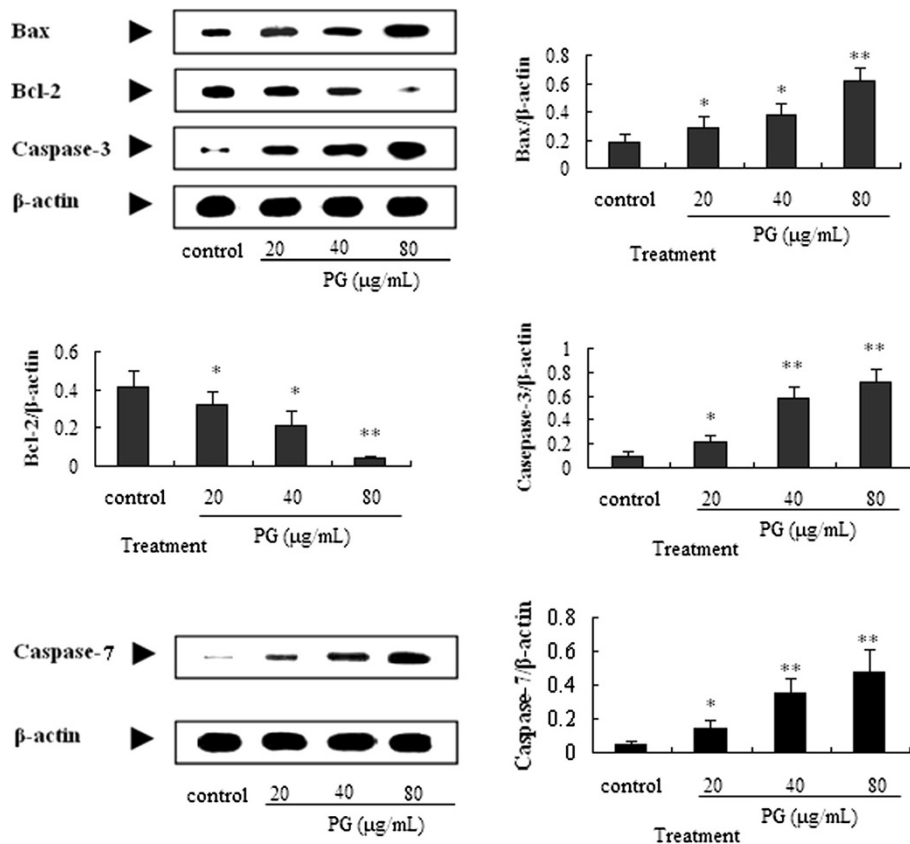 Bax
Bcl-2
Caspase-3
β-actin
control 20 40 80
PG (μg/mL)
Bax/β-actin
0.8
0.6
0.4
0.2
0
* * **
control 20 40 80
PG (μg/mL)
Treatment
Bcl-2/β-actin
0.6
0.4
0.2
0
* * **
control 20 40 80
PG (μg/mL)
Treatment
Casepase-3/β-actin
1
0.8
0.6
0.4
0.2
0
* ** **
control 20 40 80
PG (μg/mL)
Treatment
Caspase-7
β-actin
control 20 40 80
PG (μg/mL)
Caspase-7/β-actin
0.8
0.6
0.4
0.2
0
* ** **
control 20 40 80
PG (μg/mL)
Treatment